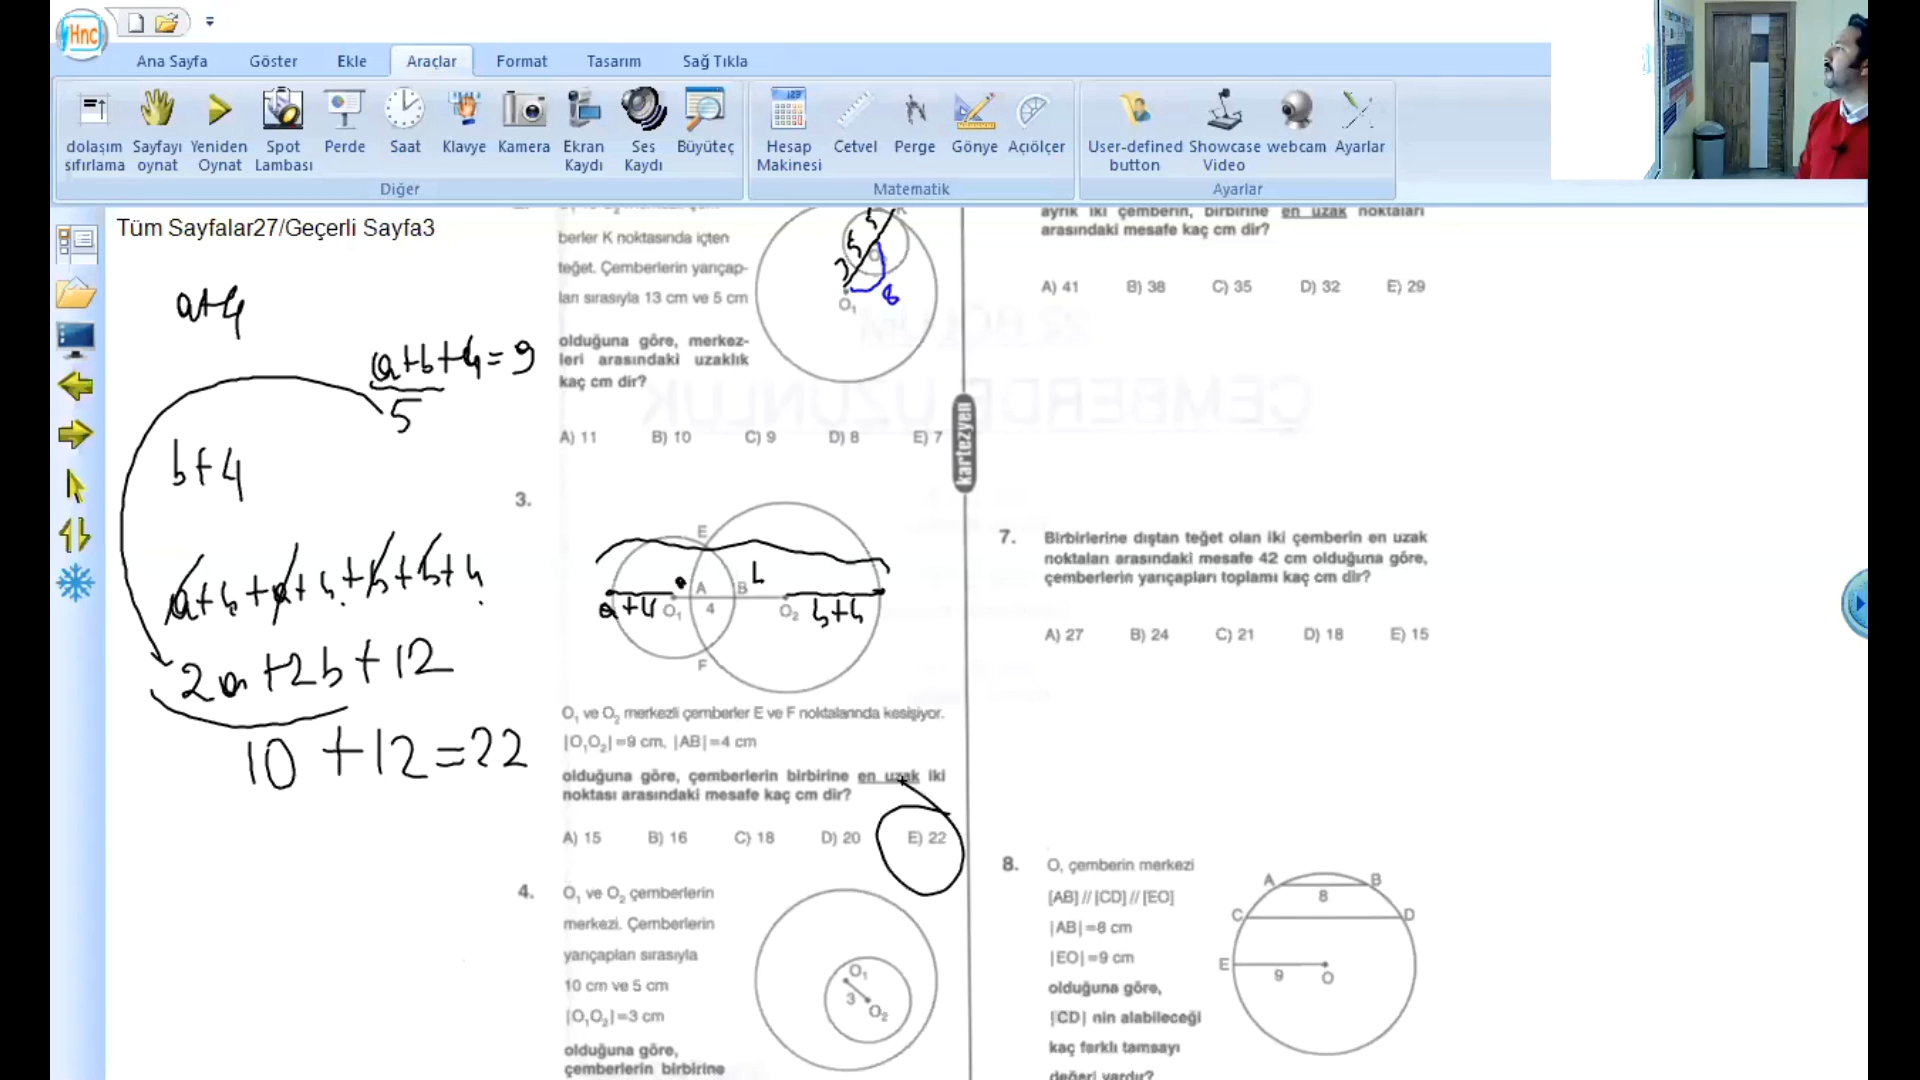 Hnc
Ana Sayfa Göster Ekle Araçlar Format Tasarım Sağ Tıkla
dolaşım sıfırlama
Sayfayı oynat
Yeniden Oynat
Spot Lambası
Perde
Saat
Klavye
Kamera
Ekran Kaydı
Ses Kaydı
Büyüteç
Hesap Makinesi
Cetvel
Perge
Gönye
Açıölçer
User-defined button
Showcase Video
webcam
Ayarlar
Diğer
Matematik
Ayarlar
Tüm Sayfalar27/Geçerli Sayfa3
a+4
a+b+4=9
5
b+4
a+4+a+4+b+b+4
2a+2b+12
10+12=22
berler K noktasında içten
teğet. Çemberlerin yarıçap-
ları sırasıyla 13 cm ve 5 cm
olduğuna göre, merkez-
leri arasındaki uzaklık
kaç cm dir?
A) 11 B) 10 C) 9 D) 8 E) 7
O₁
8
3.
E
A B
O₁ 4 O₂
F
a+4
b+4
O₁ ve O₂ merkezli çemberler E ve F noktalarında kesişiyor.
|O₁O₂|=9 cm, |AB|=4 cm
olduğuna göre, çemberlerin birbirine en uzak iki
noktası arasındaki mesafe kaç cm dir?
A) 15 B) 16 C) 18 D) 20 E) 22
4. O₁ ve O₂ çemberlerin
merkezi. Çemberlerin
yarıçapları sırasıyla
10 cm ve 5 cm
|O₁O₂|=3 cm
olduğuna göre,
çemberlerin birbirine
O₁
3
O₂
kartezyen
ayrık iki çemberin, birbirine en uzak noktaları
arasındaki mesafe kaç cm dir?
A) 41 B) 38 C) 35 D) 32 E) 29
7. Birbirlerine dıştan teğet olan iki çemberin en uzak
noktaları arasındaki mesafe 42 cm olduğuna göre,
çemberlerin yarıçapları toplamı kaç cm dir?
A) 27 B) 24 C) 21 D) 18 E) 15
8. O, çemberin merkezi
[AB] // [CD] // [EO]
|AB|=8 cm
|EO|=9 cm
olduğuna göre,
|CD| nin alabileceği
kaç farklı tamsayı
değeri vardır?
A B
8
C D
E
9 O